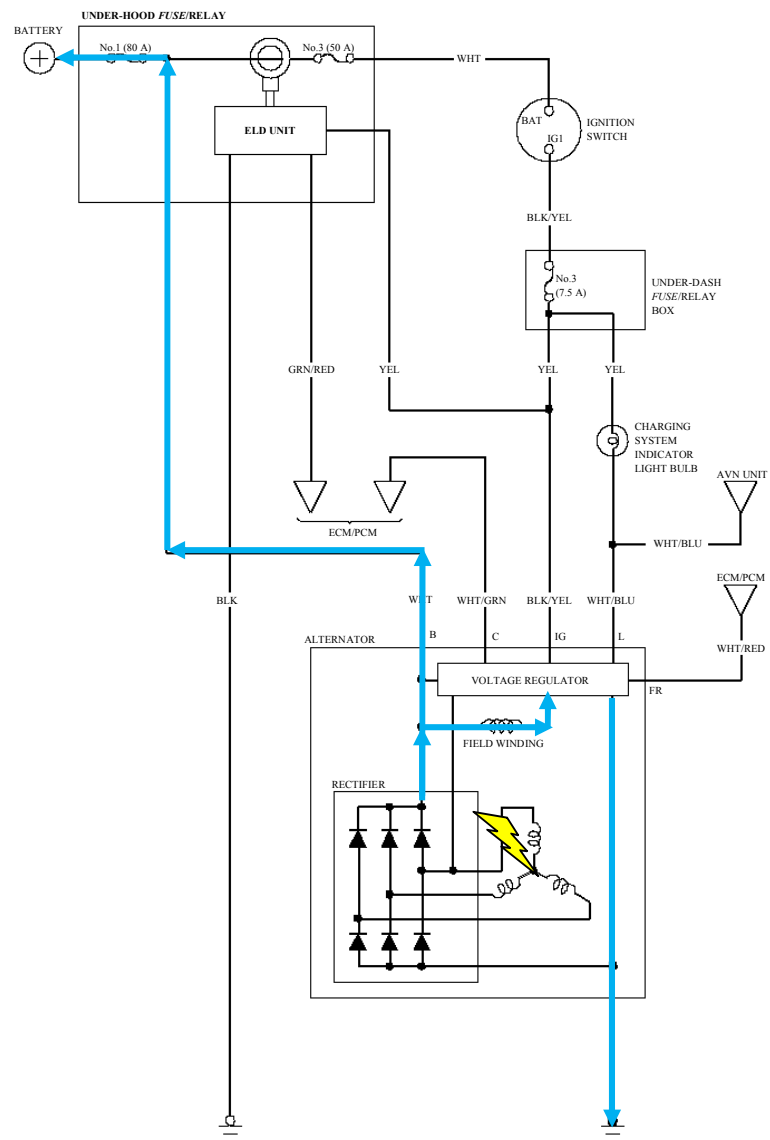 UNDER-HOOD FUSE/RELAY
BATTERY
No.1 (80 A)
No.3 (50 A)
WHT
ELD UNIT
BAT
IG1
IGNITION
SWITCH
BLK/YEL
No.3
(7.5 A)
UNDER-DASH
FUSE/RELAY
BOX
GRN/RED
YEL
YEL
YEL
CHARGING
SYSTEM
INDICATOR
LIGHT BULB
AVN UNIT
ECM/PCM
WHT/BLU
ECM/PCM
BLK
WHT
WHT/GRN
BLK/YEL
WHT/BLU
WHT/RED
ALTERNATOR
B
C
IG
L
VOLTAGE REGULATOR
FR
FIELD WINDING
RECTIFIER